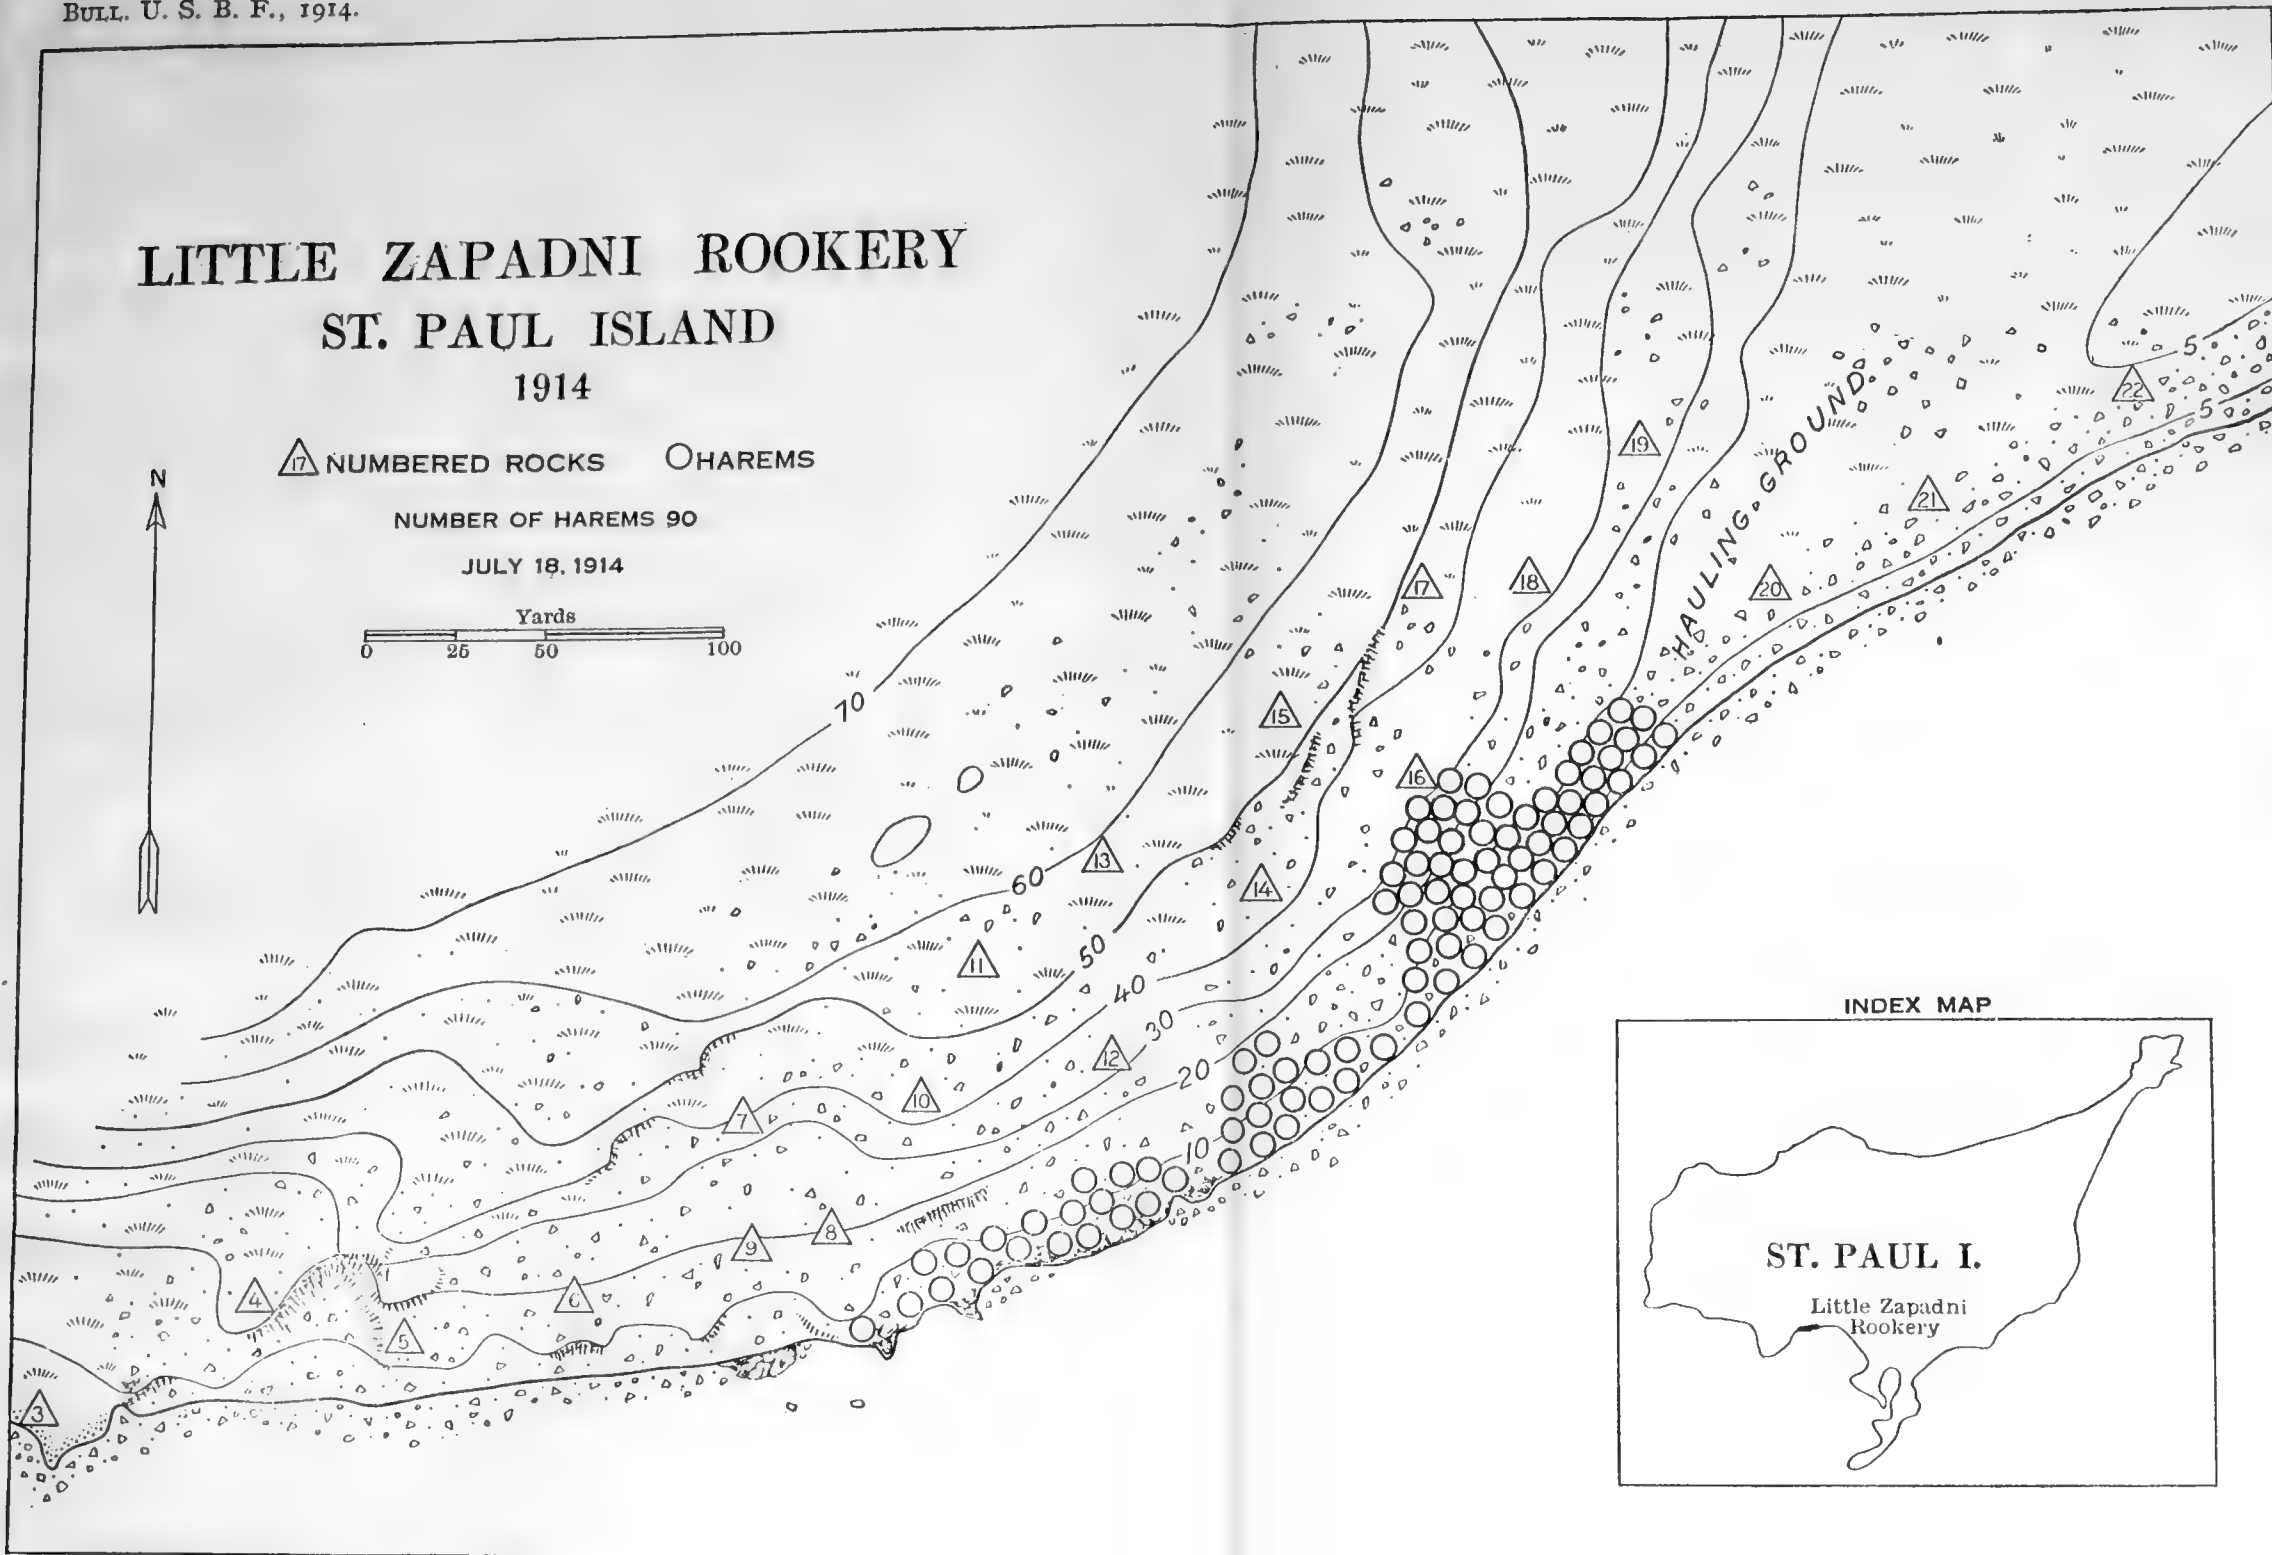 BULL. U. S. B. F., 1914.
LITTLE ZAPADNI ROOKERY
ST. PAUL ISLAND
1914
17 NUMBERED ROCKS OHAREMS
NUMBER OF HAREMS 90
JULY 18, 1914
Yards
0 25 50 100
N
HAULING GROUND
5
5
70
60
50
40
30
20
10
22
21
20
19
18
17
16
15
14
13
12
11
10
9
8
7
6
5
4
3
INDEX MAP
ST. PAUL I.
Little Zapadni
Rookery